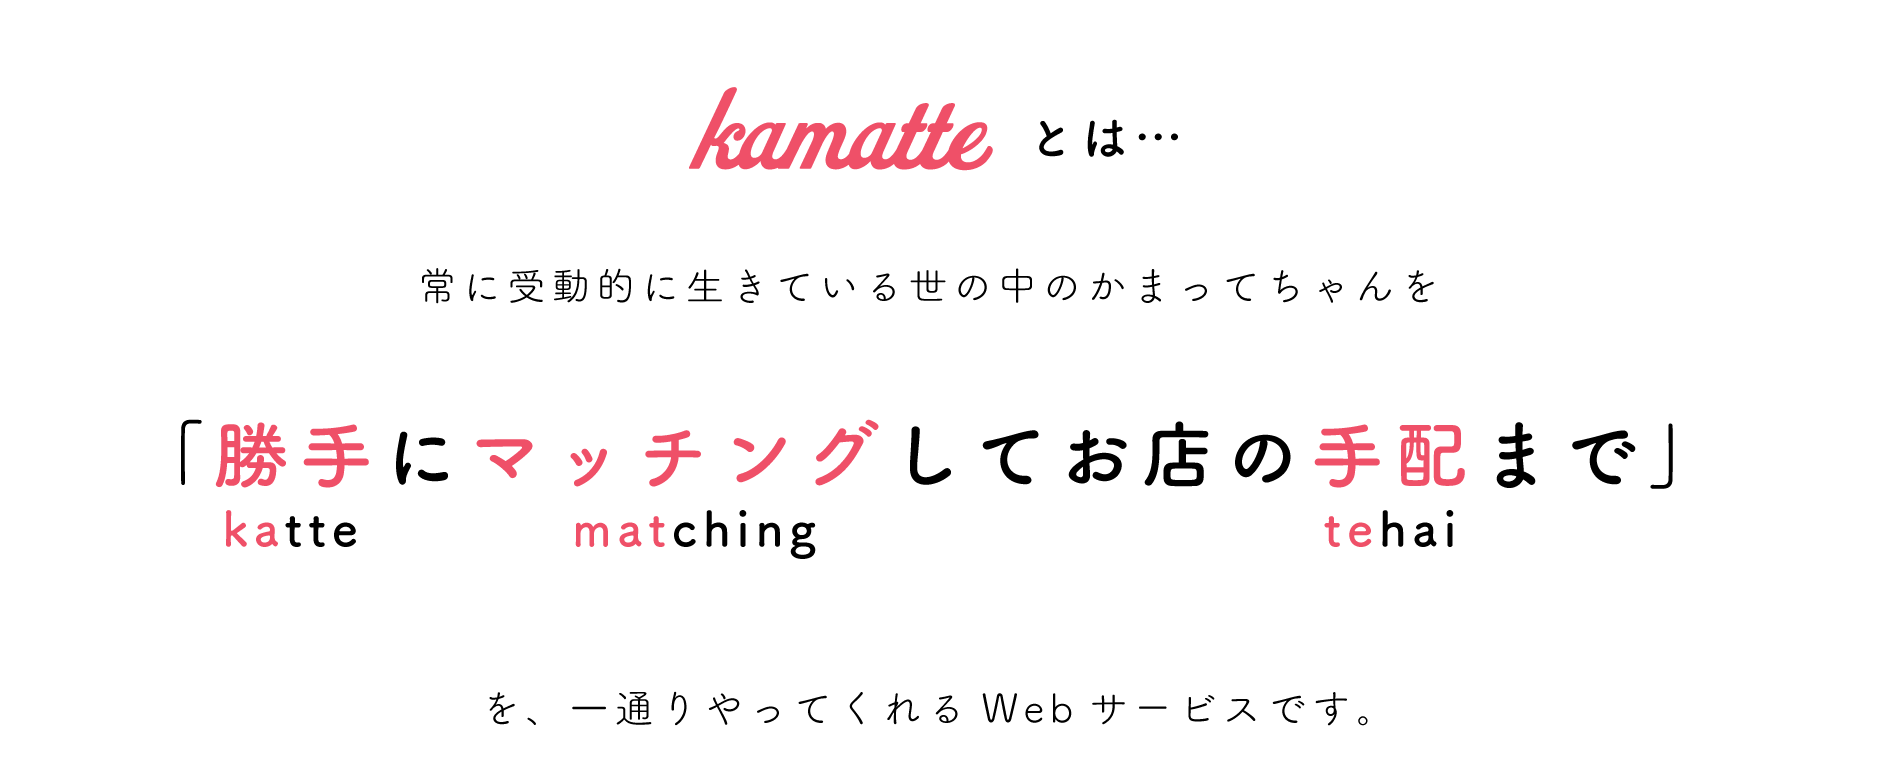 kamatte とは…
常に受動的に生きている世の中のかまってちゃんを
「勝手にマッチングしてお店の手配まで」
katte matching tehai
を、一通りやってくれる Web サービスです。